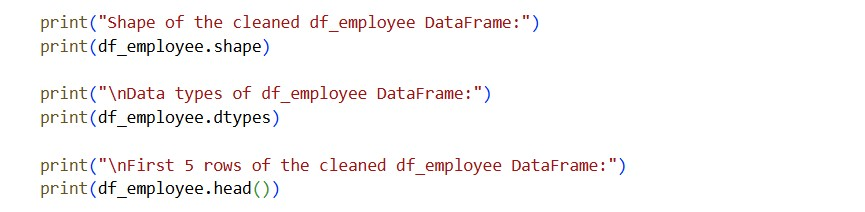 print("Shape of the cleaned df_employee DataFrame:")
print(df_employee.shape)
print("\nData types of df_employee DataFrame:")
print(df_employee.dtypes)
print("\nFirst 5 rows of the cleaned df_employee DataFrame:")
print(df_employee.head())